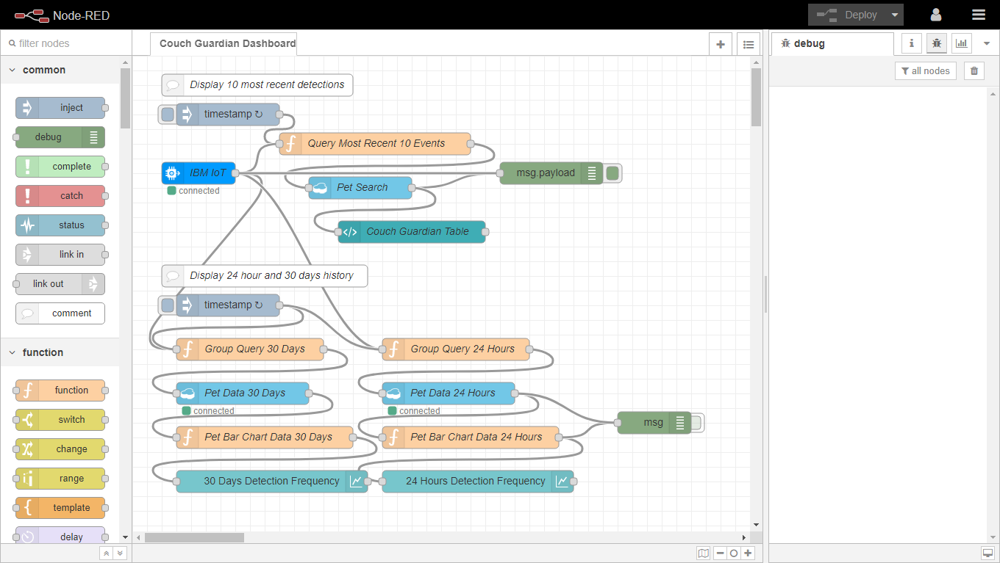 Node-RED
Deploy
filter nodes
Couch Guardian Dashboard
debug
all nodes
common
inject
debug
complete
catch
status
link in
link out
comment
function
function
switch
change
range
template
delay
Display 10 most recent detections
timestamp ↻
Query Most Recent 10 Events
IBM IoT
msg.payload
connected
Pet Search
Couch Guardian Table
Display 24 hour and 30 days history
timestamp ↻
Group Query 30 Days
Group Query 24 Hours
Pet Data 30 Days
Pet Data 24 Hours
connected
connected
msg
Pet Bar Chart Data 30 Days
Pet Bar Chart Data 24 Hours
30 Days Detection Frequency
24 Hours Detection Frequency